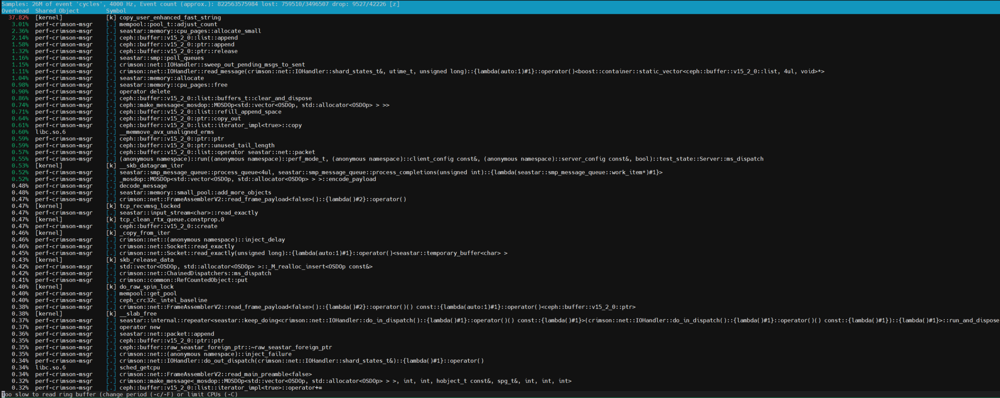 Samples: 26M of event 'cycles', 4000 Hz, Event count (approx.): 822563575984 lost: 759510/3496507 drop: 9527/42226 [z]
Overhead  Shared Object     Symbol
37.82%  [kernel]             [k] copy_user_enhanced_fast_string
3.01%  perf-crimson-msgr    [.] mempool::pool_t::adjust_count
2.36%  perf-crimson-msgr    [.] seastar::memory::cpu_pages::allocate_small
2.14%  perf-crimson-msgr    [.] ceph::buffer::v15_2_0::list::append
1.58%  perf-crimson-msgr    [.] ceph::buffer::v15_2_0::ptr::append
1.32%  perf-crimson-msgr    [.] ceph::buffer::v15_2_0::ptr::release
1.16%  perf-crimson-msgr    [.] seastar::smp::poll_queues
1.15%  perf-crimson-msgr    [.] crimson::net::IOHandler::sweep_out_pending_msgs_to_sent
1.11%  perf-crimson-msgr    [.] crimson::net::IOHandler::read_message(crimson::net::IOHandler::shard_states_t&, utime_t, unsigned long)::{lambda(auto:1)#1}::operator()<boost::container::static_vector<ceph::buffer::v15_2_0::list, 4ul, void>*>
1.04%  perf-crimson-msgr    [.] seastar::memory::allocate
0.98%  perf-crimson-msgr    [.] seastar::memory::cpu_pages::free
0.90%  perf-crimson-msgr    [.] operator delete
0.86%  perf-crimson-msgr    [.] ceph::buffer::v15_2_0::list::buffers_t::clear_and_dispose
0.74%  perf-crimson-msgr    [.] ceph::make_message<_mosdop::MOSDOp<std::vector<OSDOp, std::allocator<OSDOp> > >>
0.71%  perf-crimson-msgr    [.] ceph::buffer::v15_2_0::list::refill_append_space
0.64%  perf-crimson-msgr    [.] ceph::buffer::v15_2_0::ptr::copy_out
0.61%  perf-crimson-msgr    [.] ceph::buffer::v15_2_0::list::iterator_impl<true>::copy
0.60%  libc.so.6            [.] __memmove_avx_unaligned_erms
0.59%  perf-crimson-msgr    [.] ceph::buffer::v15_2_0::ptr::ptr
0.59%  perf-crimson-msgr    [.] ceph::buffer::v15_2_0::ptr::unused_tail_length
0.57%  perf-crimson-msgr    [.] ceph::buffer::v15_2_0::list::operator seastar::net::packet
0.55%  perf-crimson-msgr    [.] (anonymous namespace)::run((anonymous namespace)::perf_mode_t, (anonymous namespace)::client_config const&, (anonymous namespace)::server_config const&, bool)::test_state::Server::ms_dispatch
0.53%  [kernel]             [k] __skb_datagram_iter
0.52%  perf-crimson-msgr    [.] seastar::smp_message_queue::process_queue<4ul, seastar::smp_message_queue::process_completions(unsigned int)::{lambda(seastar::smp_message_queue::work_item*)#1}>
0.52%  perf-crimson-msgr    [.] _mosdop::MOSDOp<std::vector<OSDOp, std::allocator<OSDOp> > >::encode_payload
0.48%  perf-crimson-msgr    [.] decode_message
0.48%  perf-crimson-msgr    [.] seastar::memory::small_pool::add_more_objects
0.47%  perf-crimson-msgr    [.] crimson::net::FrameAssemblerV2::read_frame_payload<false>()::{lambda()#2}::operator()
0.47%  [kernel]             [k] tcp_recvmsg_locked
0.47%  perf-crimson-msgr    [.] seastar::input_stream<char>::read_exactly
0.47%  [kernel]             [k] tcp_clean_rtx_queue.constprop.0
0.47%  perf-crimson-msgr    [.] ceph::buffer::v15_2_0::create
0.46%  [kernel]             [k] _copy_from_iter
0.46%  perf-crimson-msgr    [.] crimson::net::(anonymous namespace)::inject_delay
0.46%  perf-crimson-msgr    [.] crimson::net::Socket::read_exactly
0.45%  perf-crimson-msgr    [.] crimson::net::Socket::read_exactly(unsigned long)::{lambda(auto:1)#1}::operator()<seastar::temporary_buffer<char> >
0.43%  [kernel]             [k] skb_release_data
0.42%  perf-crimson-msgr    [.] std::vector<OSDOp, std::allocator<OSDOp> >::_M_realloc_insert<OSDOp const&>
0.42%  perf-crimson-msgr    [.] crimson::net::ChainedDispatchers::ms_dispatch
0.41%  perf-crimson-msgr    [.] crimson::common::RefCountedObject::put
0.40%  [kernel]             [k] do_raw_spin_lock
0.40%  perf-crimson-msgr    [.] mempool::get_pool
0.40%  perf-crimson-msgr    [.] ceph_crc32c_intel_baseline
0.38%  perf-crimson-msgr    [.] crimson::net::FrameAssemblerV2::read_frame_payload<false>()::{lambda()#2}::operator()() const::{lambda(auto:1)#1}::operator()<ceph::buffer::v15_2_0::ptr>
0.38%  [kernel]             [k] __slab_free
0.37%  perf-crimson-msgr    [.] seastar::internal::repeater<seastar::keep_doing<crimson::net::IOHandler::do_in_dispatch()::{lambda()#1}::operator()() const::{lambda()#1}>(crimson::net::IOHandler::do_in_dispatch()::{lambda()#1}::operator()() const::{lambda()#1})::{lambda()#1}>::run_and_dispose
0.37%  perf-crimson-msgr    [.] operator new
0.36%  perf-crimson-msgr    [.] seastar::net::packet::append
0.35%  perf-crimson-msgr    [.] ceph::buffer::v15_2_0::ptr::ptr
0.35%  perf-crimson-msgr    [.] ceph::buffer::raw_seastar_foreign_ptr::~raw_seastar_foreign_ptr
0.35%  perf-crimson-msgr    [.] crimson::net::(anonymous namespace)::inject_failure
0.34%  perf-crimson-msgr    [.] crimson::net::IOHandler::do_out_dispatch(crimson::net::IOHandler::shard_states_t&)::{lambda()#1}::operator()
0.34%  libc.so.6            [.] sched_getcpu
0.34%  perf-crimson-msgr    [.] crimson::net::FrameAssemblerV2::read_main_preamble<false>
0.32%  perf-crimson-msgr    [.] crimson::make_message<_mosdop::MOSDOp<std::vector<OSDOp, std::allocator<OSDOp> > >, int, int, hobject_t const&, spg_t&, int, int, int>
0.32%  perf-crimson-msgr    [.] ceph::buffer::v15_2_0::list::iterator_impl<true>::operator+=
Too slow to read ring buffer (change period (-c/-F) or limit CPUs (-C)